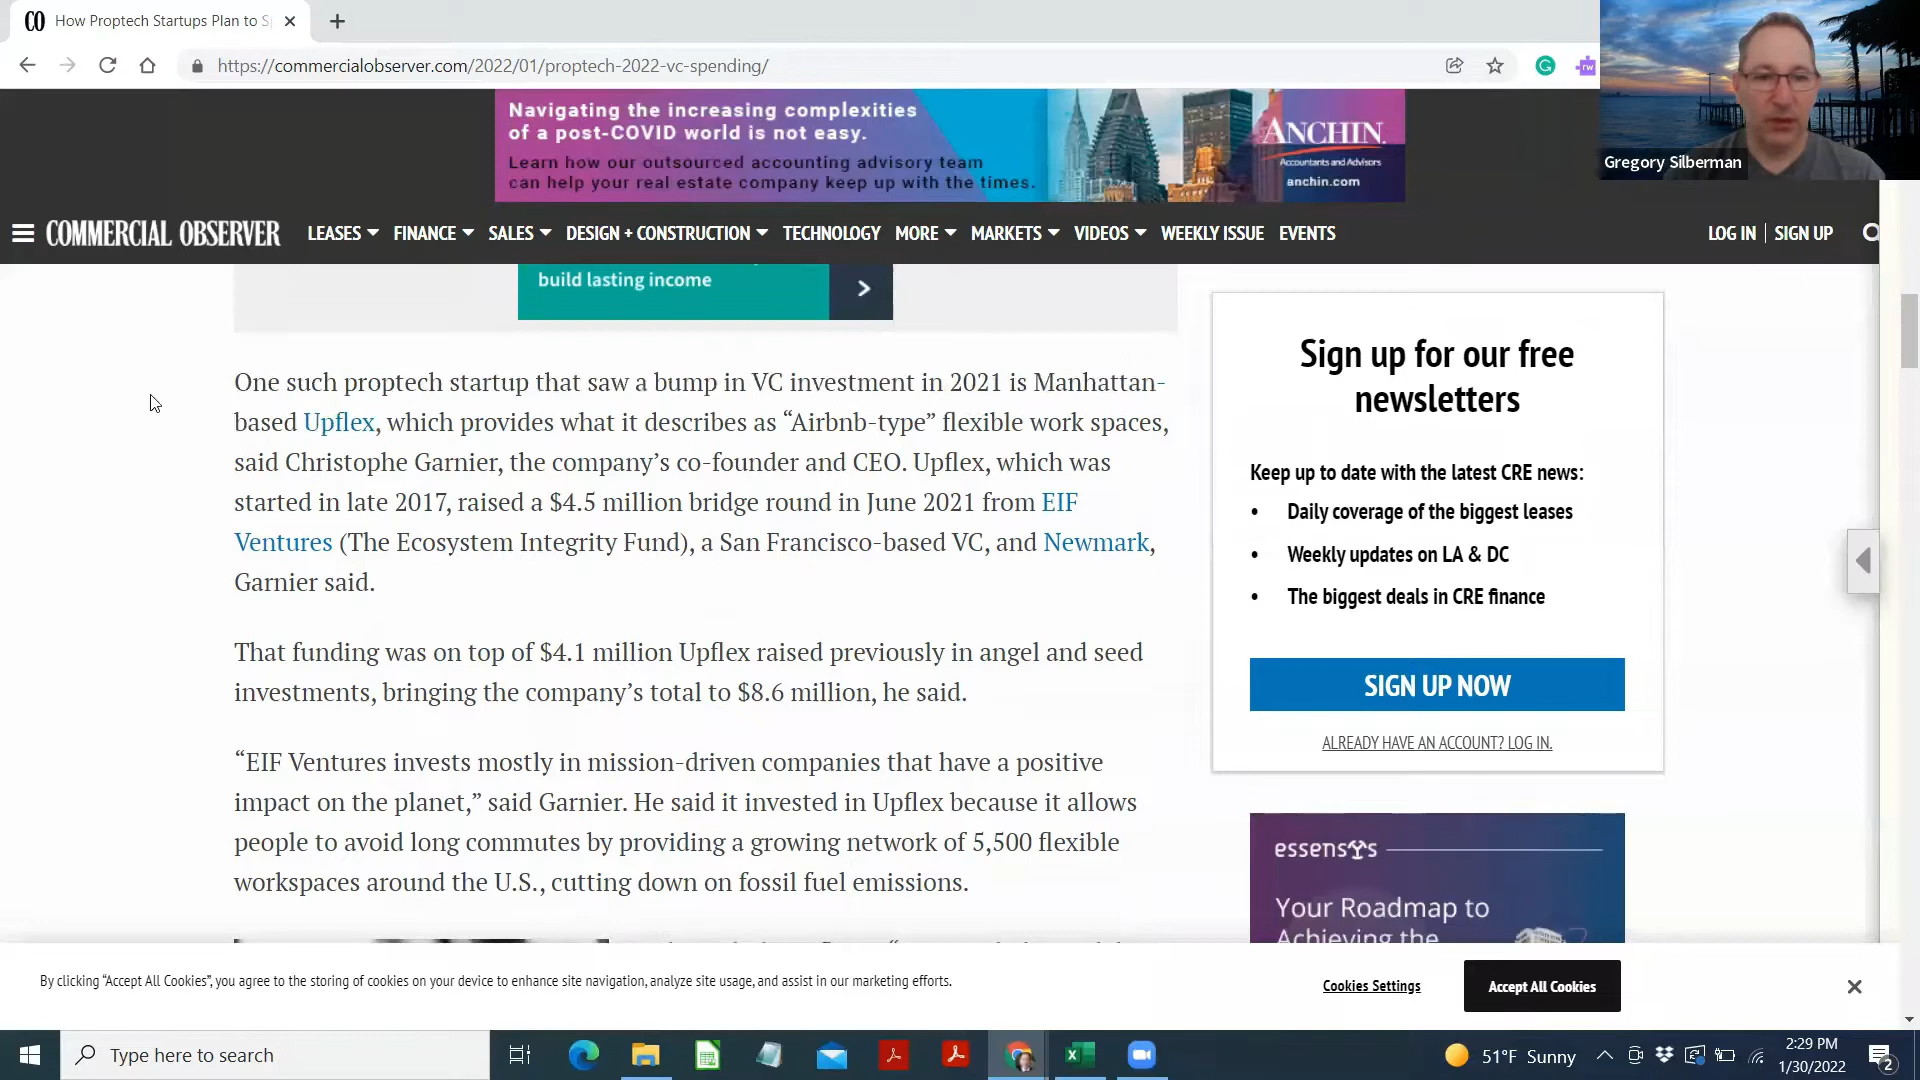 CO How Proptech Startups Plan to S
https://commercialobserver.com/2022/01/proptech-2022-vc-spending/
rw
Navigating the increasing complexities
of a post-COVID world is not easy.
Learn how our outsourced accounting advisory team
can help your real estate company keep up with the times.
ANCHIN.
Accountants and Advisors
anchin.com
Gregory Silberman
COMMERCIAL OBSERVER LEASES FINANCE SALES DESIGN + CONSTRUCTION TECHNOLOGY MORE MARKETS VIDEOS WEEKLY ISSUE EVENTS LOG IN SIGN UP
build lasting income
One such proptech startup that saw a bump in VC investment in 2021 is Manhattan-
based Upflex, which provides what it describes as “Airbnb-type” flexible work spaces,
said Christophe Garnier, the company’s co-founder and CEO. Upflex, which was
started in late 2017, raised a $4.5 million bridge round in June 2021 from EIF
Ventures (The Ecosystem Integrity Fund), a San Francisco-based VC, and Newmark,
Garnier said.
That funding was on top of $4.1 million Upflex raised previously in angel and seed
investments, bringing the company’s total to $8.6 million, he said.
“EIF Ventures invests mostly in mission-driven companies that have a positive
impact on the planet,” said Garnier. He said it invested in Upflex because it allows
people to avoid long commutes by providing a growing network of 5,500 flexible
workspaces around the U.S., cutting down on fossil fuel emissions.
Sign up for our free
newsletters
Keep up to date with the latest CRE news:
• Daily coverage of the biggest leases
• Weekly updates on LA & DC
• The biggest deals in CRE finance
SIGN UP NOW
ALREADY HAVE AN ACCOUNT? LOG IN.
essensys
Your Roadmap to
Achieving the
By clicking “Accept All Cookies”, you agree to the storing of cookies on your device to enhance site navigation, analyze site usage, and assist in our marketing efforts.
Cookies Settings
Accept All Cookies
Type here to search
51°F Sunny
2:29 PM
1/30/2022
2